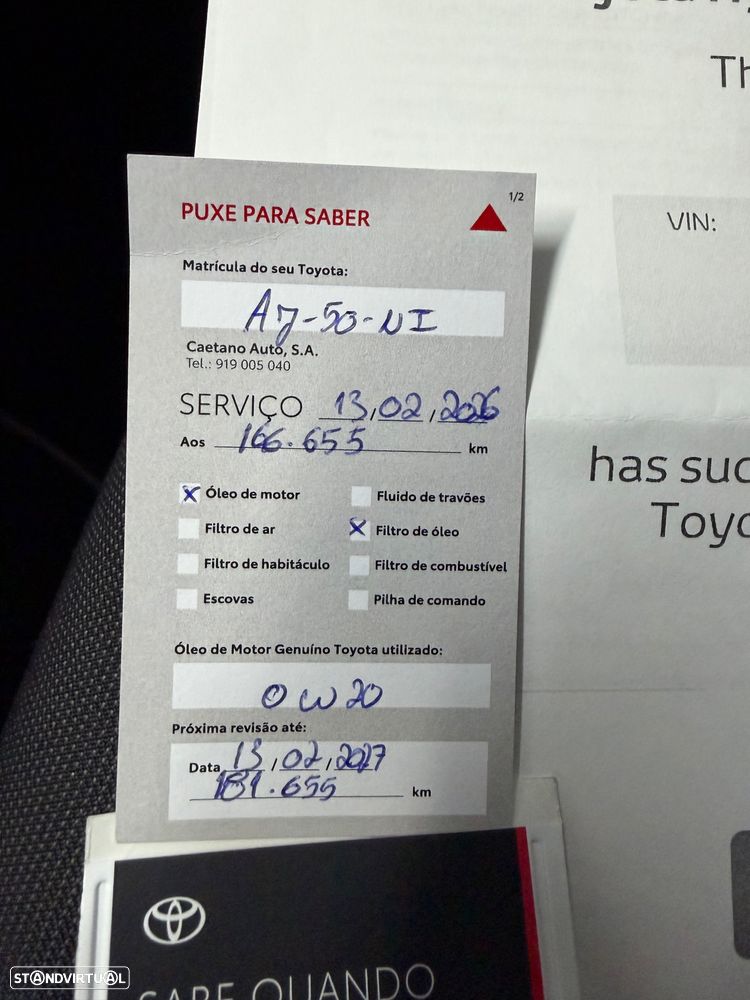 Th
1/2
PUXE PARA SABER
VIN:
Matrícula do seu Toyota:
AJ-50-NI
Caetano Auto, S.A.
Tel.: 919 005 040
SERVIÇO 13,02,2026
Aos 166.655 km
has suc
Toyo
X Óleo de motor
Fluido de travões
Filtro de ar
X Filtro de óleo
Filtro de habitáculo
Filtro de combustível
Escovas
Pilha de comando
Óleo de Motor Genuíno Toyota utilizado:
0W20
Próxima revisão até:
Data 13/02/2027
181.655 km
SABE QUANDO
STANDVIRTUAL